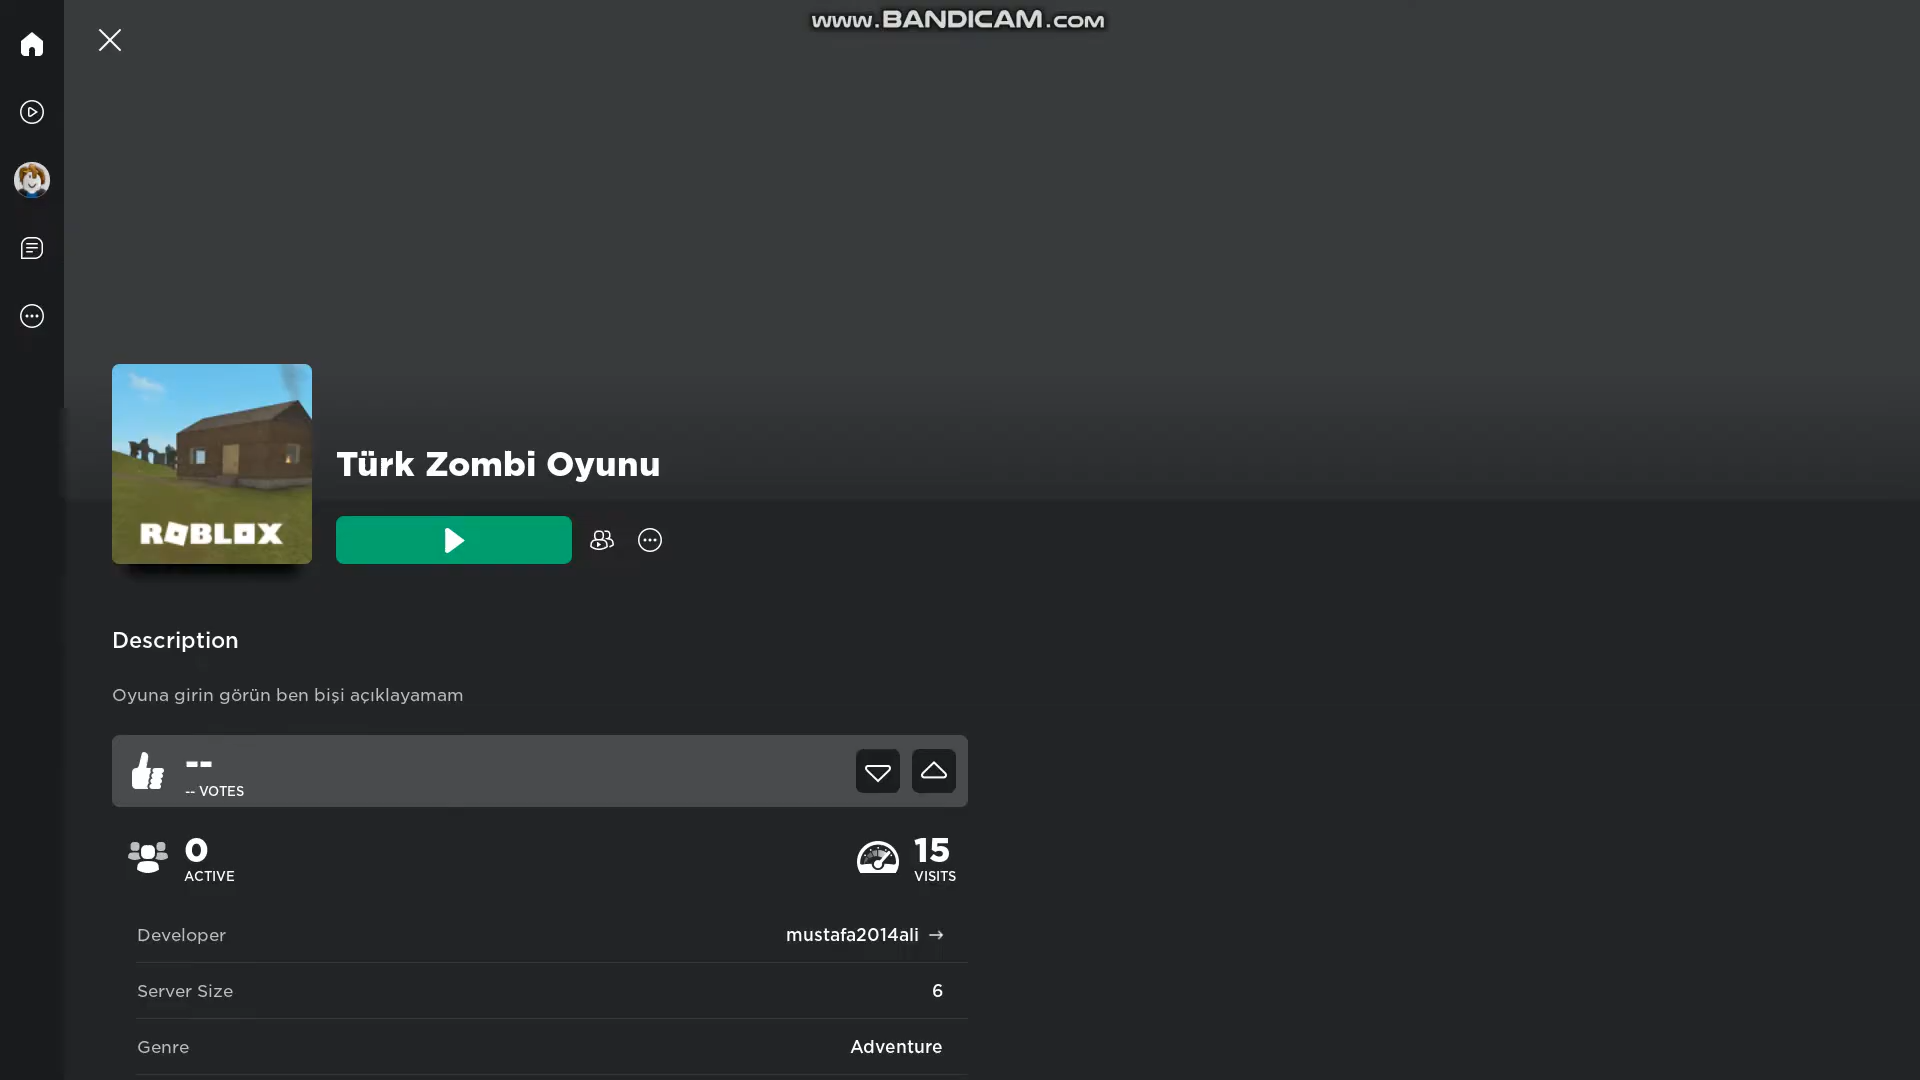 www.BANDICAM.com
ROBLOX
Türk Zombi Oyunu
Description
Oyuna girin görün ben bişi açıklayamam
--
-- VOTES
0
ACTIVE
15
VISITS
Developer
mustafa2014ali →
Server Size
6
Genre
Adventure